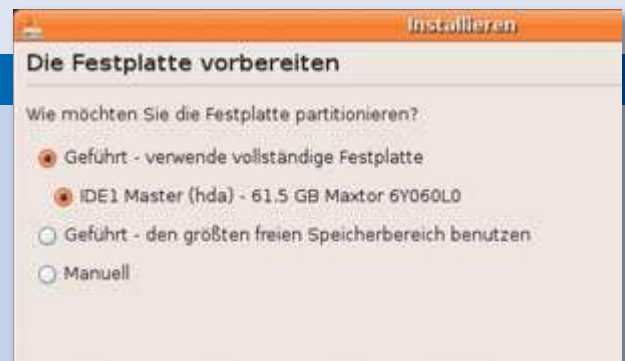 Installieren
Die Festplatte vorbereiten
Wie möchten Sie die Festplatte partitionieren?
Geführt - verwende vollständige Festplatte
IDE1 Master (hda) - 61.5 GB Maxtor 6Y060L0
Geführt - den größten freien Speicherbereich benutzen
Manuell